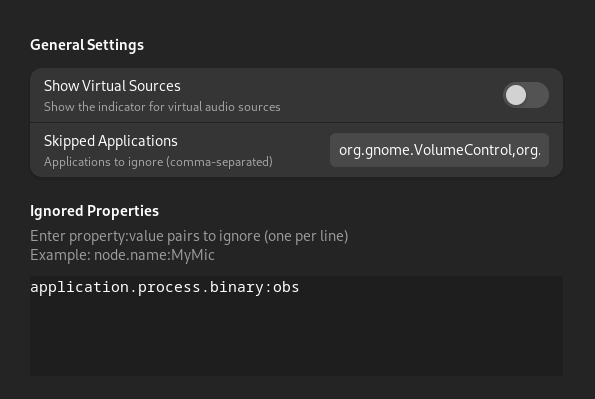 General Settings
Show Virtual Sources
Show the indicator for virtual audio sources
Skipped Applications
Applications to ignore (comma-separated)
org.gnome.VolumeControl,org.
Ignored Properties
Enter property:value pairs to ignore (one per line)
Example: node.name:MyMic
application.process.binary:obs